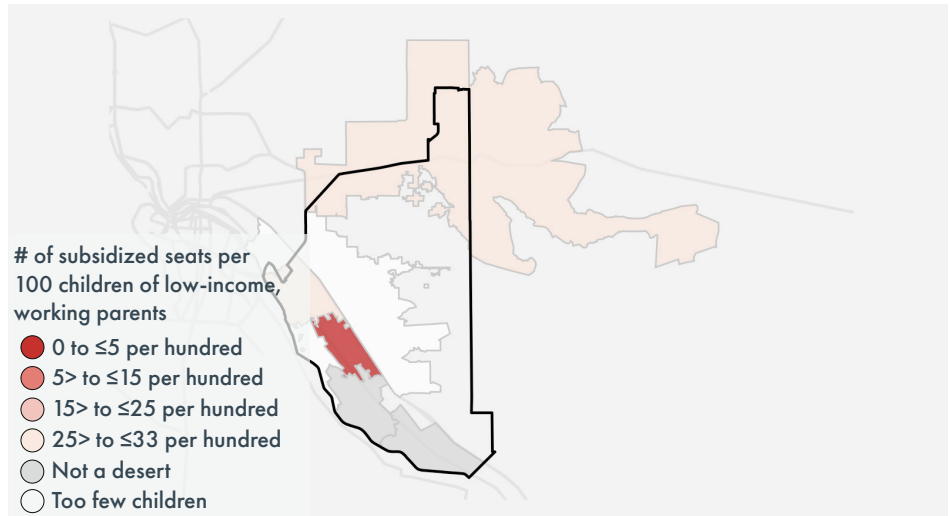 # of subsidized seats per
100 children of low-income,
working parents
0 to ≤5 per hundred
5> to ≤15 per hundred
15> to ≤25 per hundred
25> to ≤33 per hundred
Not a desert
Too few children